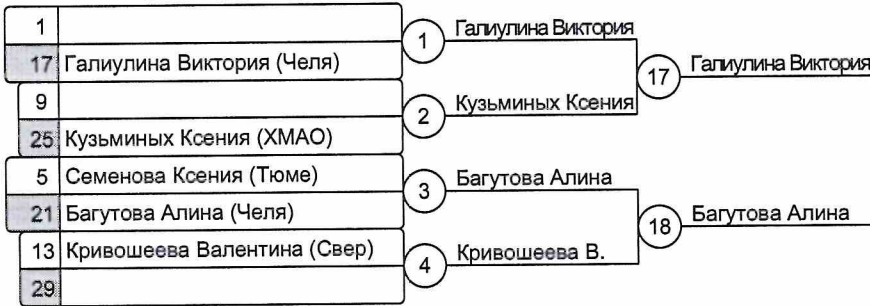 1
17 Галиулина Виктория (Челя)
1 Галиулина Виктория
17 Галиулина Виктория
9
25 Кузьминых Ксения (ХМАО)
2 Кузьминых Ксения
5 Семенова Ксения (Тюме)
21 Багутова Алина (Челя)
3 Багутова Алина
18 Багутова Алина
13 Кривошеева Валентина (Свер)
29
4 Кривошеева В.